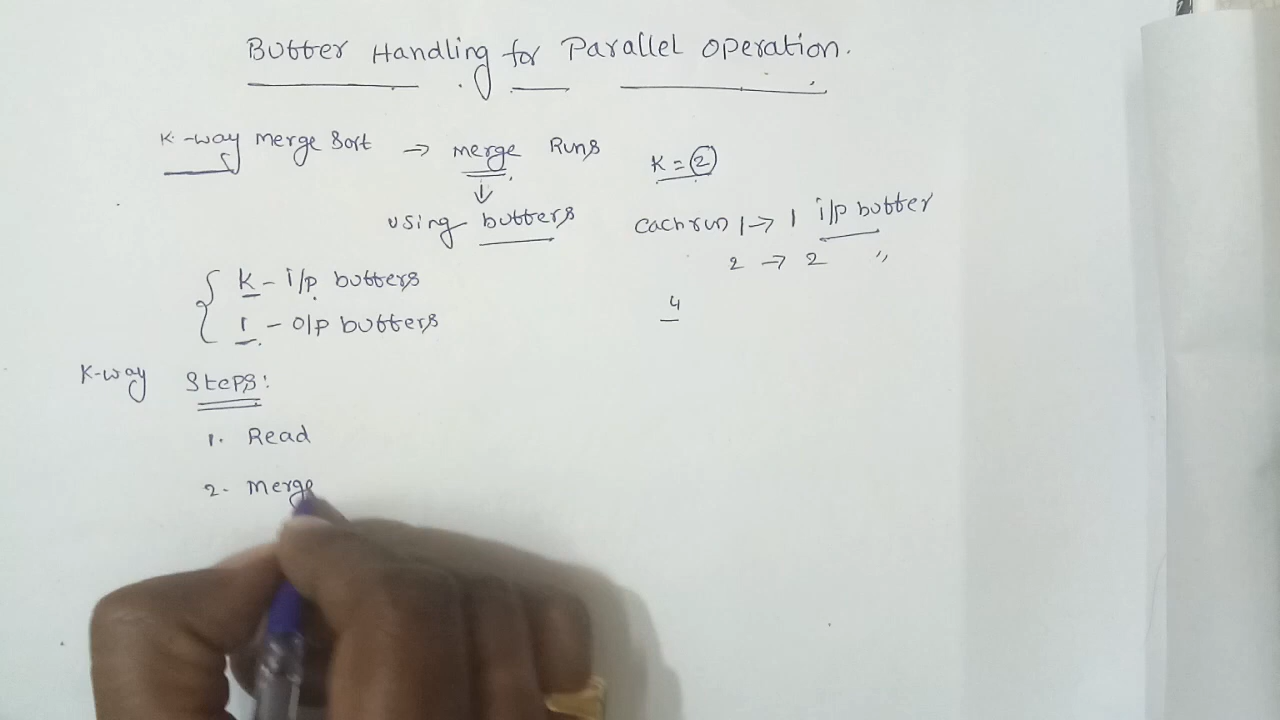 Buffer Handling for Parallel operation.
K-way merge Sort → merge Runs
K = 2
↓
using buffers
each run 1 → 1 i/p buffer
2 → 2 "
K - i/p buffers
1 - o/p buffers
4
K-way Steps:
1. Read
2. Merge